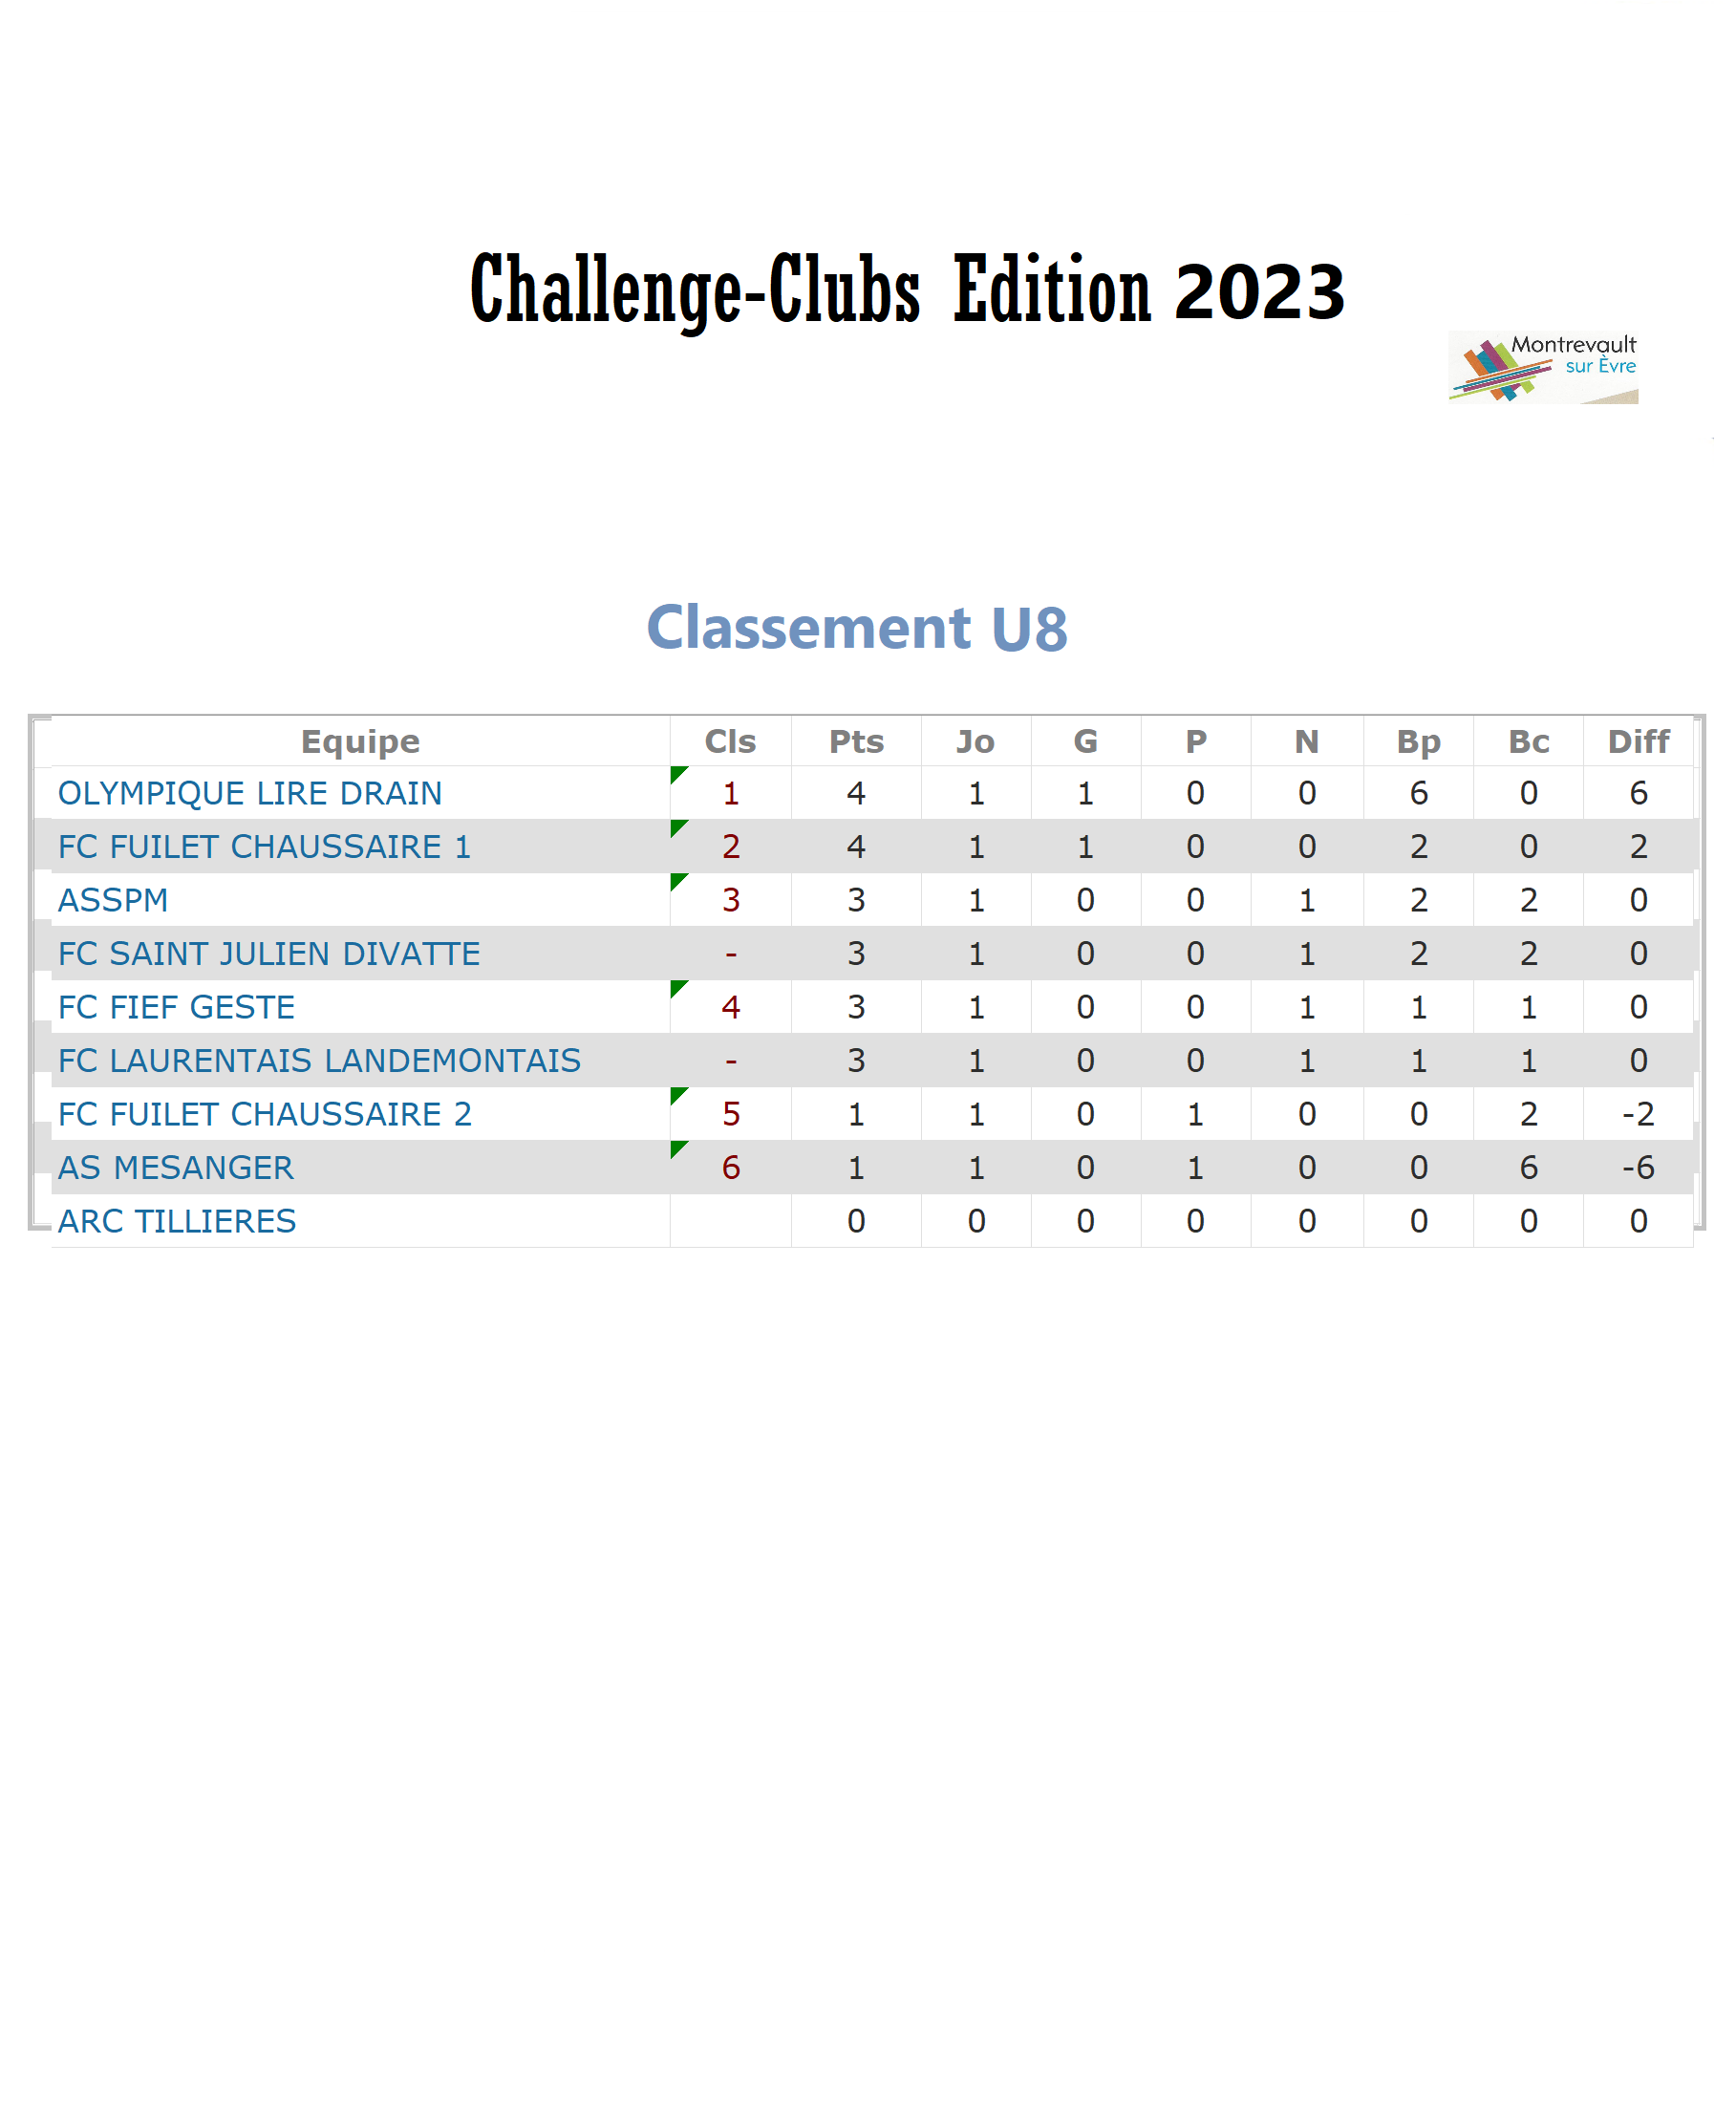 Challenge-Clubs Edition 2023
Montrevault
sur Èvre
Classement U8
Equipe Cls Pts Jo G P N Bp Bc Diff
OLYMPIQUE LIRE DRAIN 1 4 1 1 0 0 6 0 6
FC FUILET CHAUSSAIRE 1 2 4 1 1 0 0 2 0 2
ASSPM 3 3 1 0 0 1 2 2 0
FC SAINT JULIEN DIVATTE - 3 1 0 0 1 2 2 0
FC FIEF GESTE 4 3 1 0 0 1 1 1 0
FC LAURENTAIS LANDEMONTAIS - 3 1 0 0 1 1 1 0
FC FUILET CHAUSSAIRE 2 5 1 1 0 1 0 0 2 -2
AS MESANGER 6 1 1 0 1 0 0 6 -6
ARC TILLIERES 0 0 0 0 0 0 0 0